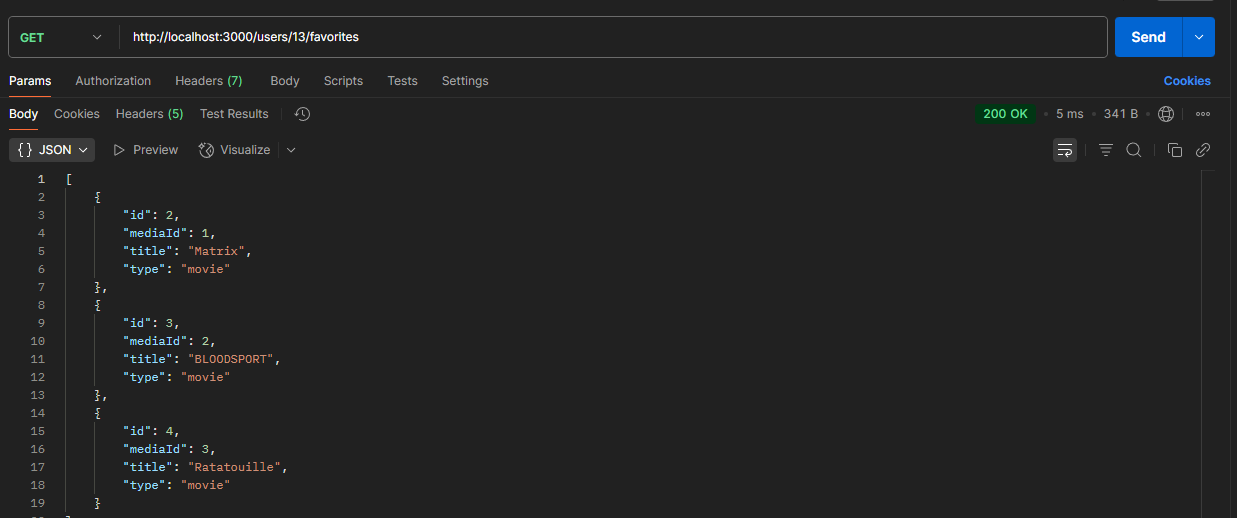 GET http://localhost:3000/users/13/favorites Send
Params Authorization Headers (7) Body Scripts Tests Settings Cookies
Body Cookies Headers (5) Test Results 200 OK • 5 ms • 341 B •
{} JSON Preview Visualize
1 [
2 {
3 "id": 2,
4 "mediaId": 1,
5 "title": "Matrix",
6 "type": "movie"
7 },
8 {
9 "id": 3,
10 "mediaId": 2,
11 "title": "BLOODSPORT",
12 "type": "movie"
13 },
14 {
15 "id": 4,
16 "mediaId": 3,
17 "title": "Ratatouille",
18 "type": "movie"
19 }